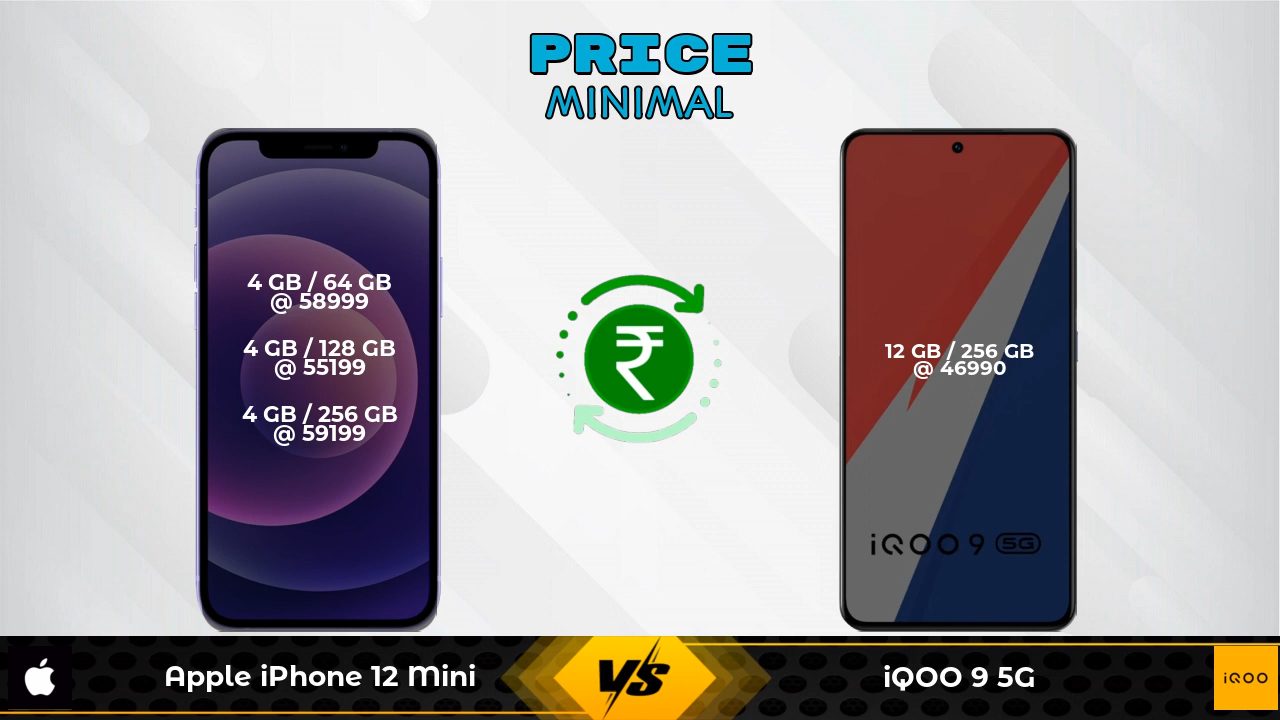 PRICE
MINIMAL
4 GB / 64 GB
@ 58999
4 GB / 128 GB
@ 55199
4 GB / 256 GB
@ 59199
₹
12 GB / 256 GB
@ 46990
iQOO 9 5G
Apple iPhone 12 Mini
VS
iQOO 9 5G
iQOO